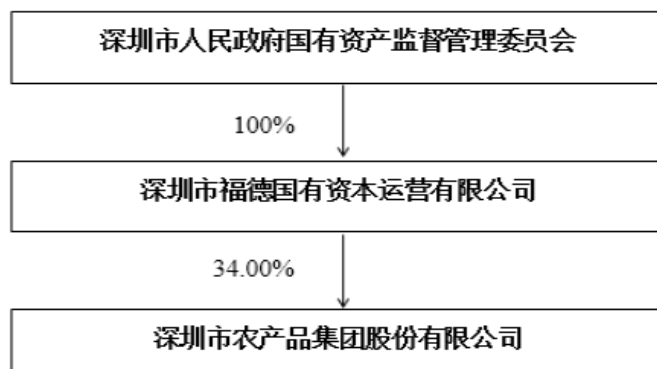 深圳市人民政府国有资产监督管理委员会
100%
深圳市福德国有资本运营有限公司
34.00%
深圳市农产品集团股份有限公司